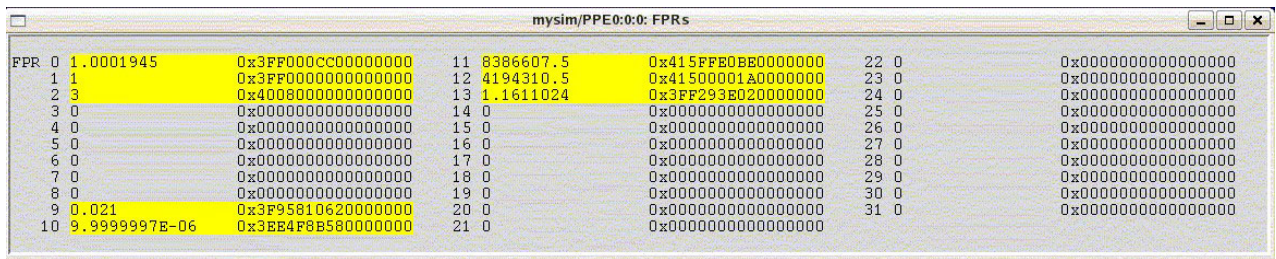 mysim/PPE0:0:0: FPRs
FPR 0 1.0001945 0x3FF000CC00000000 11 8386607.5 0x415FFE0BE0000000 22 0 0x0000000000000000
1 1 0x3FF0000000000000 12 4194310.5 0x41500001A0000000 23 0 0x0000000000000000
2 3 0x4008000000000000 13 1.1611024 0x3FF293E020000000 24 0 0x0000000000000000
3 0 0x0000000000000000 14 0 0x0000000000000000 25 0 0x0000000000000000
4 0 0x0000000000000000 15 0 0x0000000000000000 26 0 0x0000000000000000
5 0 0x0000000000000000 16 0 0x0000000000000000 27 0 0x0000000000000000
6 0 0x0000000000000000 17 0 0x0000000000000000 28 0 0x0000000000000000
7 0 0x0000000000000000 18 0 0x0000000000000000 29 0 0x0000000000000000
8 0 0x0000000000000000 19 0 0x0000000000000000 30 0 0x0000000000000000
9 0.021 0x3F95810620000000 20 0 0x0000000000000000 31 0 0x0000000000000000
10 9.9999997E-06 0x3EE4F8B580000000 21 0 0x0000000000000000